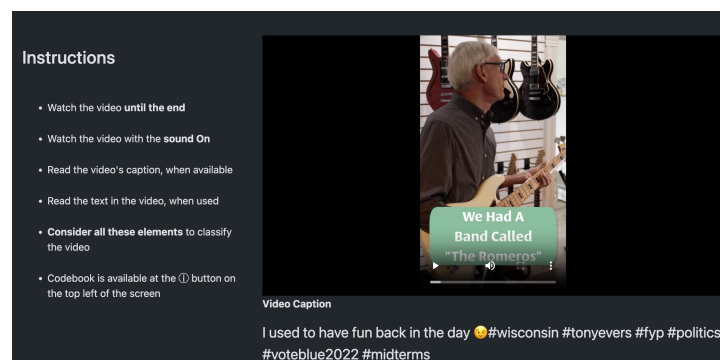 Instructions
• Watch the video until the end
• Watch the video with the sound On
• Read the video's caption, when available
• Read the text in the video, when used
• Consider all these elements to classify
the video
• Codebook is available at the ⓘ button on
the top left of the screen
We Had A
Band Called
"The Romeros"
Video Caption
I used to have fun back in the day 😉#wisconsin #tonyevers #fyp #politics
#voteblue2022 #midterms